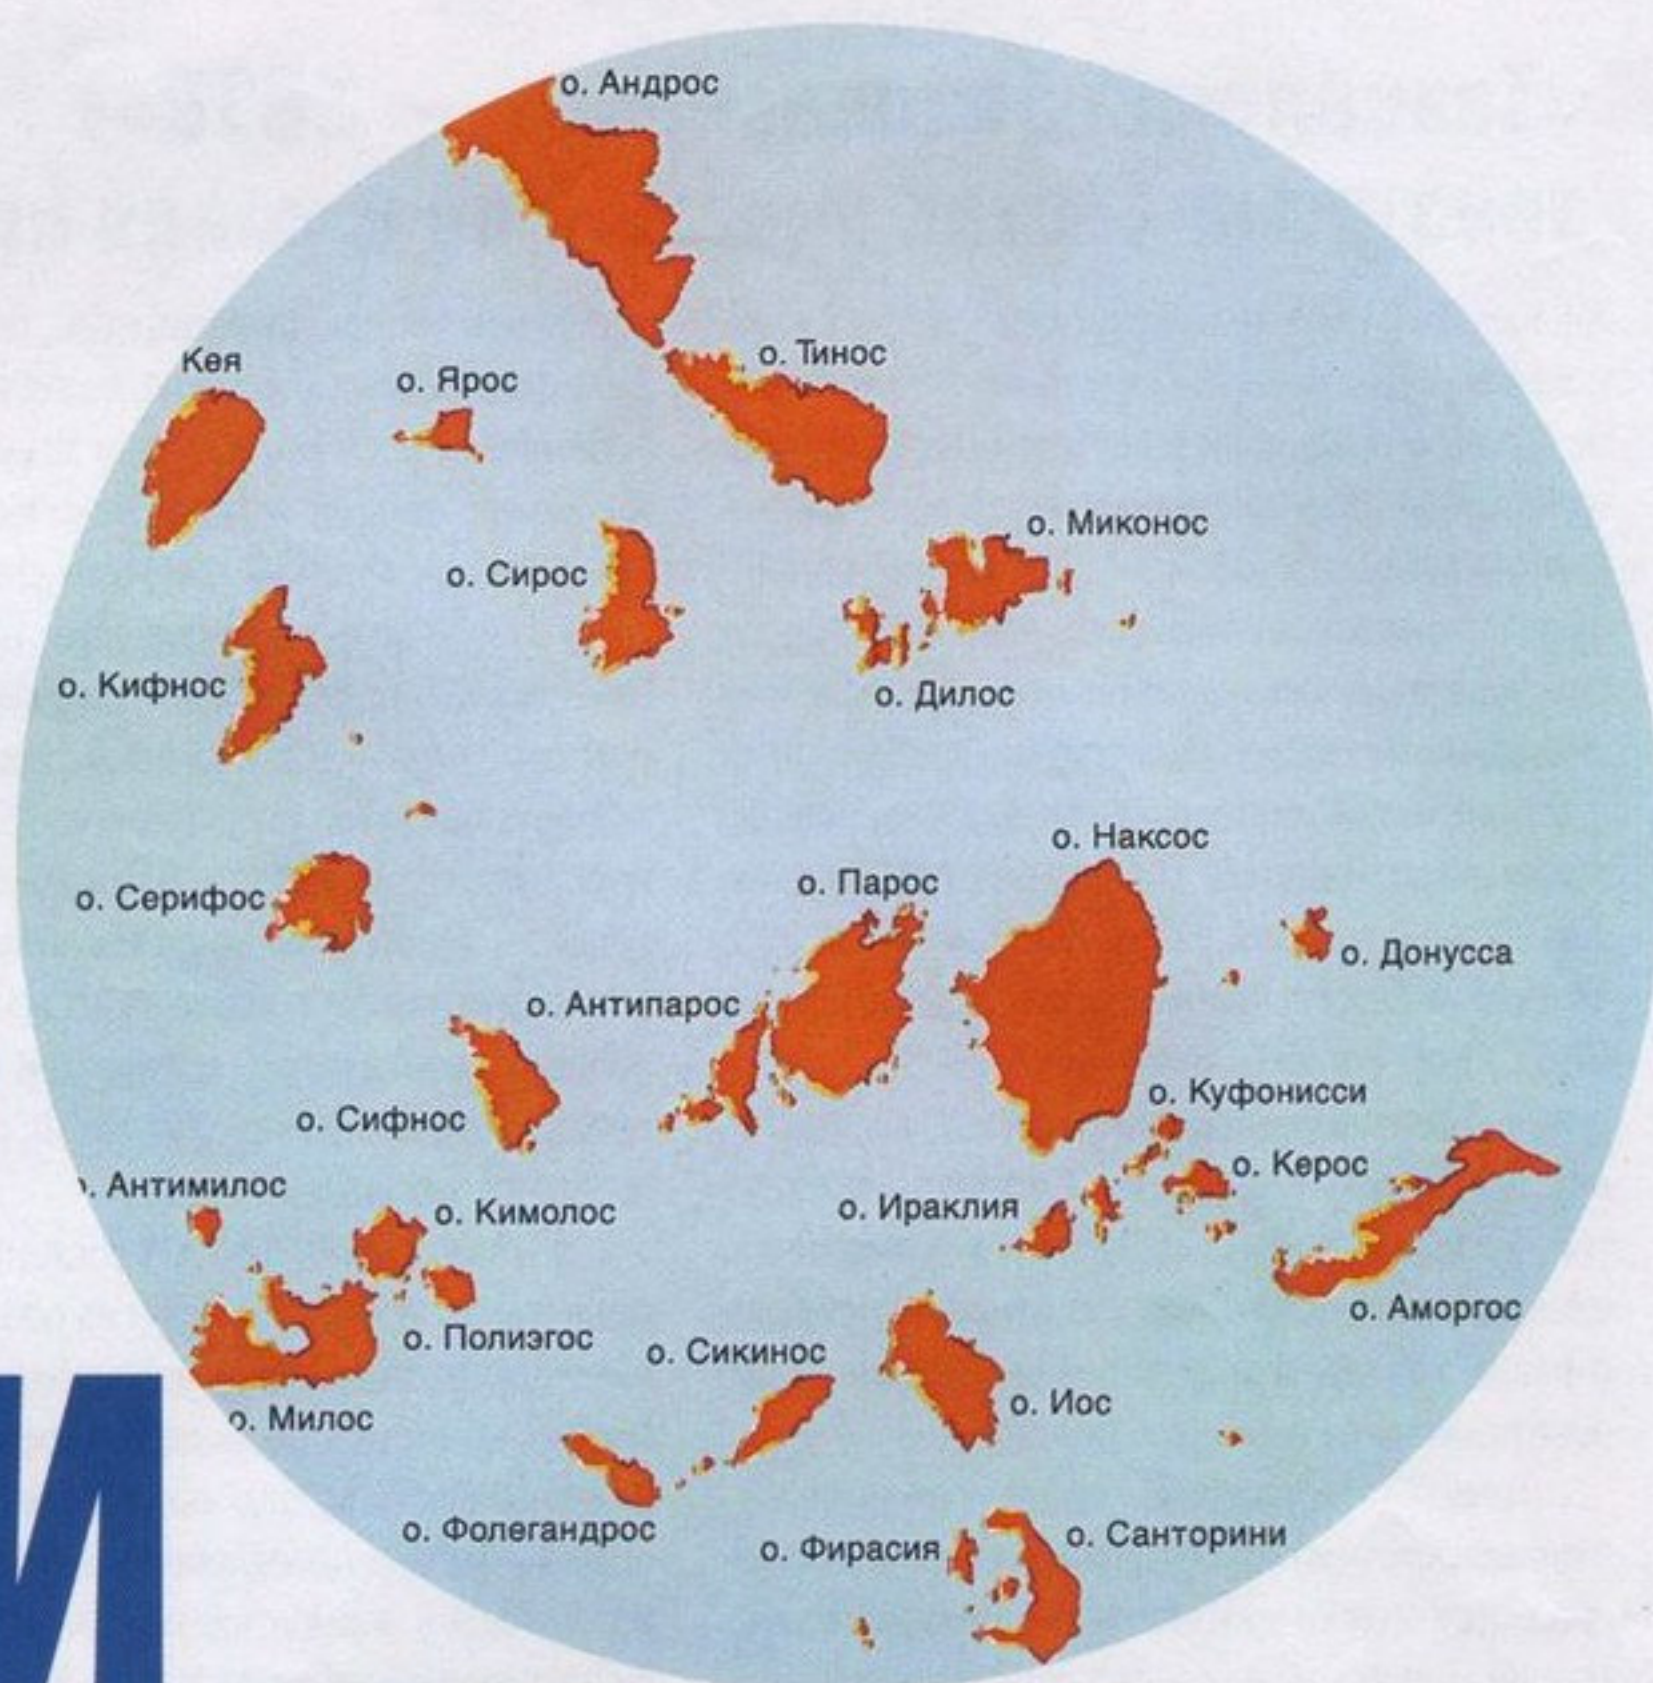 о. Андрос
о. Тинос
Кея
о. Ярос
о. Миконос
о. Сирос
о. Кифнос
о. Дилос
о. Наксос
о. Парос
о. Серифос
о. Донусса
о. Антипарос
о. Куфонисси
о. Сифнос
о. Керос
о. Антимилос
о. Ираклия
о. Кимолос
о. Аморгос
о. Полиэгос
о. Сикинос
о. Иос
о. Милос
о. Фолегандрос
о. Фирасия
о. Санторини
И